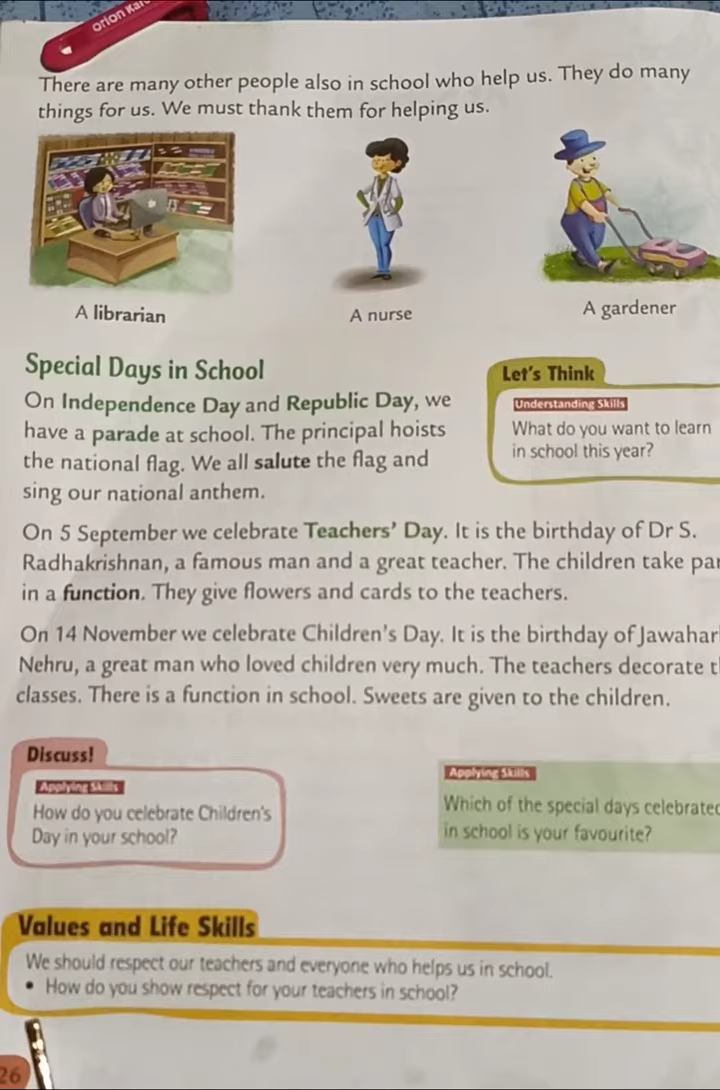 Orion
There are many other people also in school who help us. They do many
things for us. We must thank them for helping us.
A librarian
A nurse
A gardener
Special Days in School
On Independence Day and Republic Day, we
have a parade at school. The principal hoists
the national flag. We all salute the flag and
sing our national anthem.
Let's Think
Understanding Skills
What do you want to learn
in school this year?
On 5 September we celebrate Teachers' Day. It is the birthday of Dr S.
Radhakrishnan, a famous man and a great teacher. The children take
in a function. They give flowers and cards to the teachers.
On 14 November we celebrate Children's Day. It is the birthday of Jawahar
Nehru, a great man who loved children very much. The teachers decorate
classes. There is a function in school. Sweets are given to the children.
Discuss!
Applying Skills
How do you celebrate Children's
Day in your school?
Applying Skills
Which of the special days celebrated
in school is your favourite?
Values and Life Skills
We should respect our teachers and everyone who helps us in school.
• How do you show respect for your teachers in school?
26